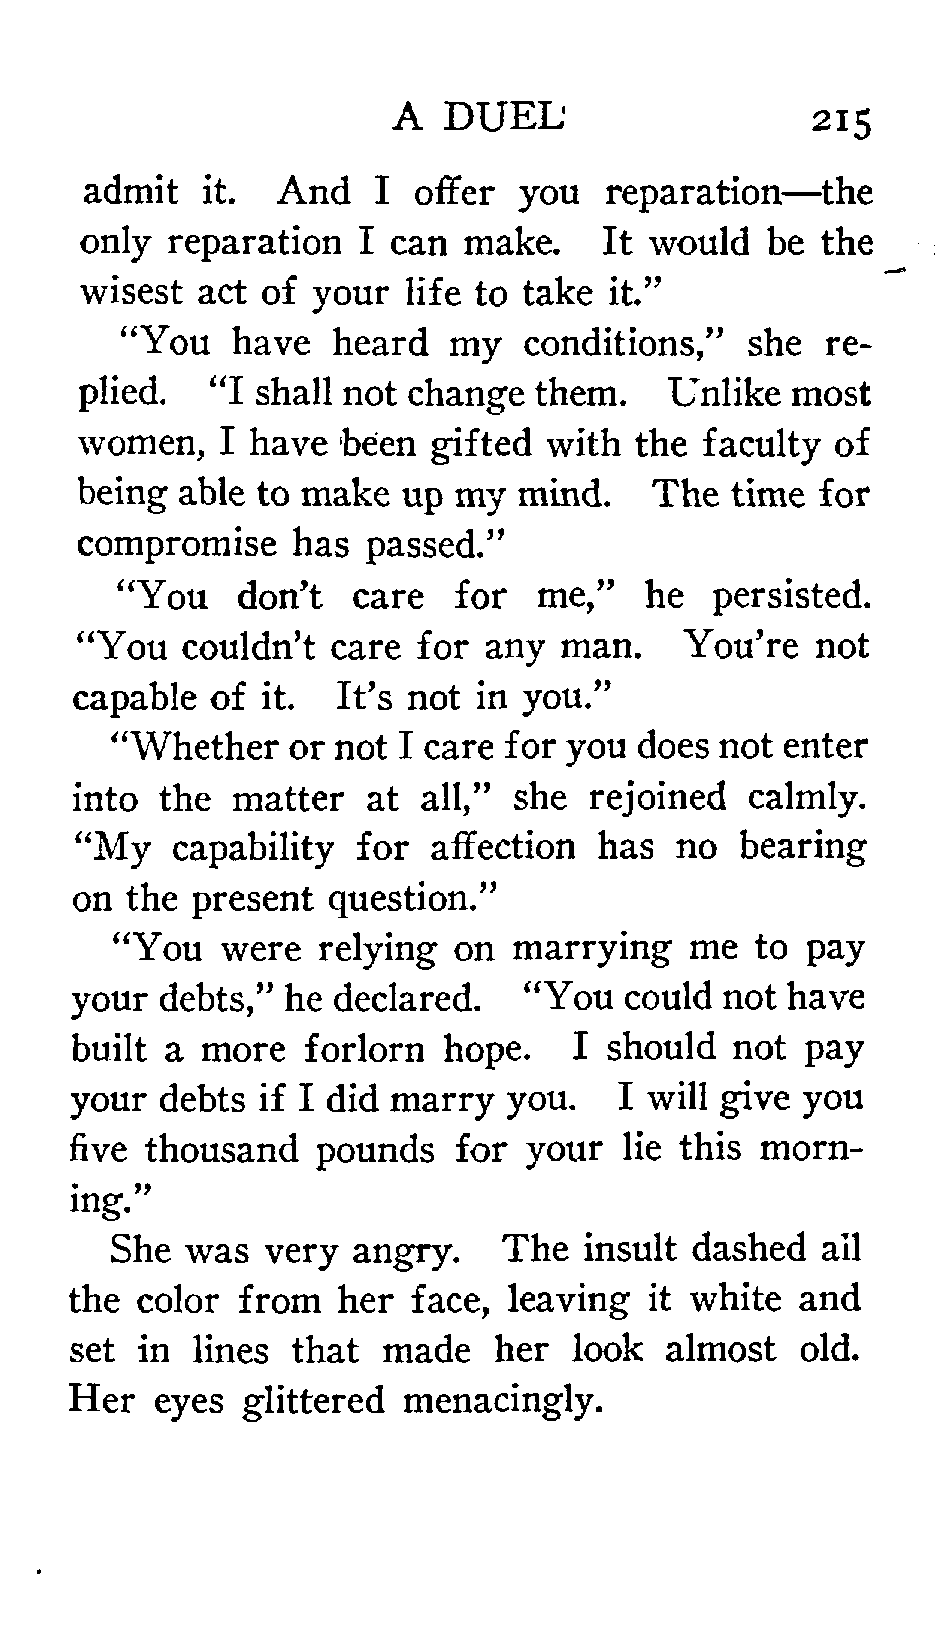 A DUEL 215
admit it. And I offer you reparation—the
only reparation I can make. It would be the
wisest act of your life to take it."
"You have heard my conditions," she re-
plied. "I shall not change them. Unlike most
women, I have been gifted with the faculty of
being able to make up my mind. The time for
compromise has passed."
"You don't care for me," he persisted.
"You couldn't care for any man. You're not
capable of it. It's not in you."
"Whether or not I care for you does not enter
into the matter at all," she rejoined calmly.
"My capability for affection has no bearing
on the present question."
"You were relying on marrying me to pay
your debts," he declared. "You could not have
built a more forlorn hope. I should not pay
your debts if I did marry you. I will give you
five thousand pounds for your lie this morn-
ing."
She was very angry. The insult dashed all
the color from her face, leaving it white and
set in lines that made her look almost old.
Her eyes glittered menacingly.